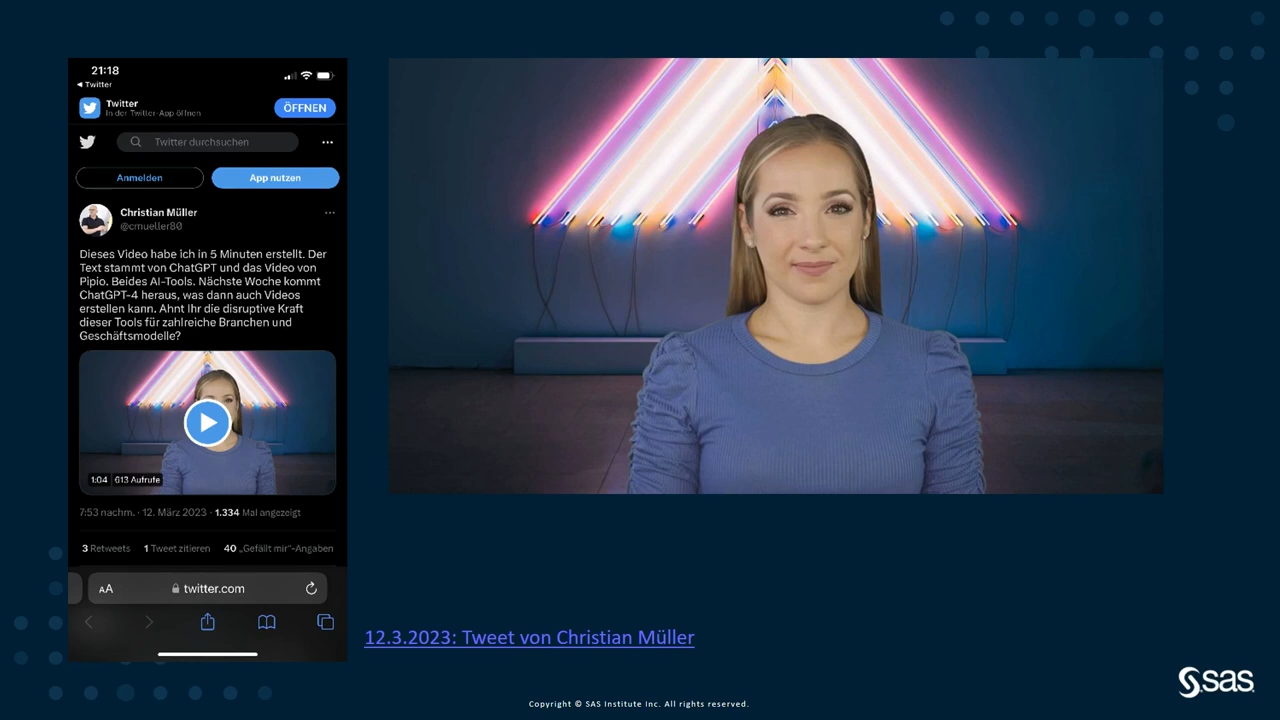 21:18
◀ Twitter
Twitter
In der Twitter-App öffnen
ÖFFNEN
Twitter durchsuchen
Anmelden
App nutzen
Christian Müller
@cmueller80
Dieses Video habe ich in 5 Minuten erstellt. Der
Text stammt von ChatGPT und das Video von
Pipio. Beides AI-Tools. Nächste Woche kommt
ChatGPT-4 heraus, was dann auch Videos
erstellen kann. Ahnt Ihr die disruptive Kraft
dieser Tools für zahlreiche Branchen und
Geschäftsmodelle?
1:04 613 Aufrufe
7:53 nachm. · 12. März 2023 · 1.334 Mal angezeigt
3 Retweets 1 Tweet zitieren 40 „Gefällt mir“-Angaben
AA twitter.com
12.3.2023: Tweet von Christian Müller
sas
Copyright © SAS Institute Inc. All rights reserved.